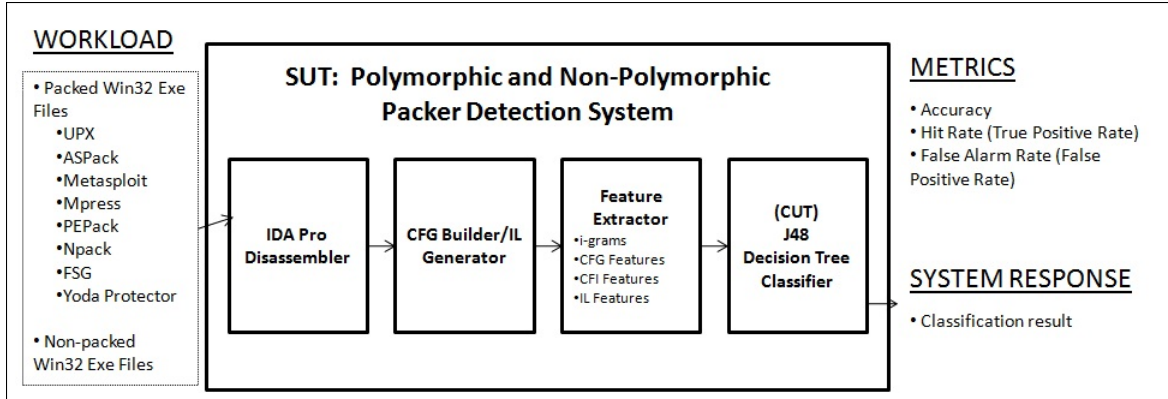 WORKLOAD
• Packed Win32 Exe
Files
•UPX
•ASPack
•Metasploit
•Mpress
•PEPack
•Npack
•FSG
•Yoda Protector
• Non-packed
Win32 Exe Files
SUT: Polymorphic and Non-Polymorphic
Packer Detection System
IDA Pro
Disassembler
CFG Builder/IL
Generator
Feature
Extractor
•i-grams
•CFG Features
•CFI Features
•IL Features
(CUT)
J48
Decision Tree
Classifier
METRICS
• Accuracy
• Hit Rate (True Positive Rate)
• False Alarm Rate (False
Positive Rate)
SYSTEM RESPONSE
• Classification result